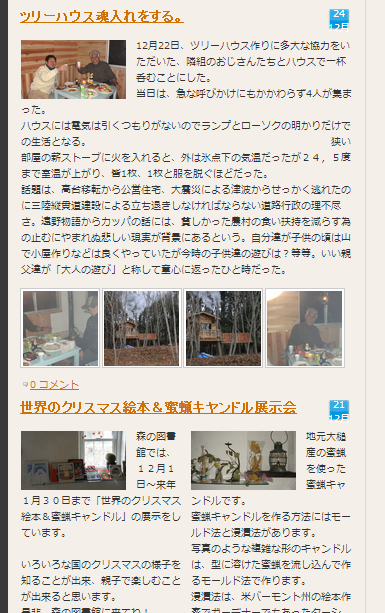 ツリーハウス魂入れをする。
24
12月
12月22日、ツリーハウス作りに多大な協力をい
ただいた、隣組のおじさんたちとハウスで一杯
呑むことにした。
当日は、急な呼びかけにもかかわらず4人が集ま
った。
ハウスには電気は引くつもりがないのでランプとローソクの明かりだけで
の生活となる。 狭い
部屋の薪ストーブに火を入れると、外は氷点下の気温だったが２４，５度
まで室温が上がり、皆1枚、1枚と服を脱ぐほどだった。
話題は、高台移転から公営住宅、大震災による津波からせっかく逃れたの
に三陸縦貫道建設による立ち退きしなければならない道路行政の理不尽
さ。遠野物語からカッパの話には、貧しかった農村の食い扶持を減らす為
の止むにやまれぬ悲しい現実が背景にあるという。自分達が子供の頃は山
で小屋作りなどは良くやっていたが今時の子供達の遊びは？等等。いい親
父達が「大人の遊び」と称して童心に返ったひと時だった。
0 コメント
世界のクリスマス絵本＆蜜蝋キャンドル展示会
21
12月
森の図書
館では、
１２月１
日～来年
１月３０日まで「世界のクリスマス
絵本＆蜜蝋キャンドル」の展示をし
ています。
いろいろな国のクリスマスの様子を
知ることが出来、親子で楽しむこと
が出来ると思います。
是非、森の図書館に来てね！
地元大槌
産の蜜蝋
を使った
蜜蝋キャ
ンドルです。
蜜蝋キャンドルを作る方法にはモー
ルド法と浸漬法があります。
写真のような複雑な形のキャンドル
は、型に溶けた蜜蝋を流し込んで作
るモールド法で作ります。
浸漬法は、米バーモント州の絵本作
家でガーデナーでもあったターシ